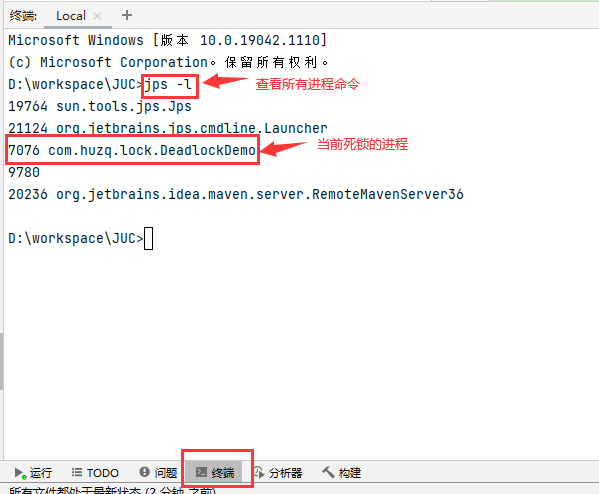 终端: Local × +
Microsoft Windows [版本 10.0.19042.1110]
(c) Microsoft Corporation。保留所有权利。
D:\workspace\JUC>jps -l 查看所有进程命令
19764 sun.tools.jps.Jps
21124 org.jetbrains.jps.cmdline.Launcher
7076 com.huzq.lock.DeadlockDemo 当前死锁的进程
9780
20236 org.jetbrains.idea.maven.server.RemoteMavenServer36
D:\workspace\JUC>
运行 TODO 问题 终端 分析器 构建
所有文件都处于最新状态 (2 分钟 之前)